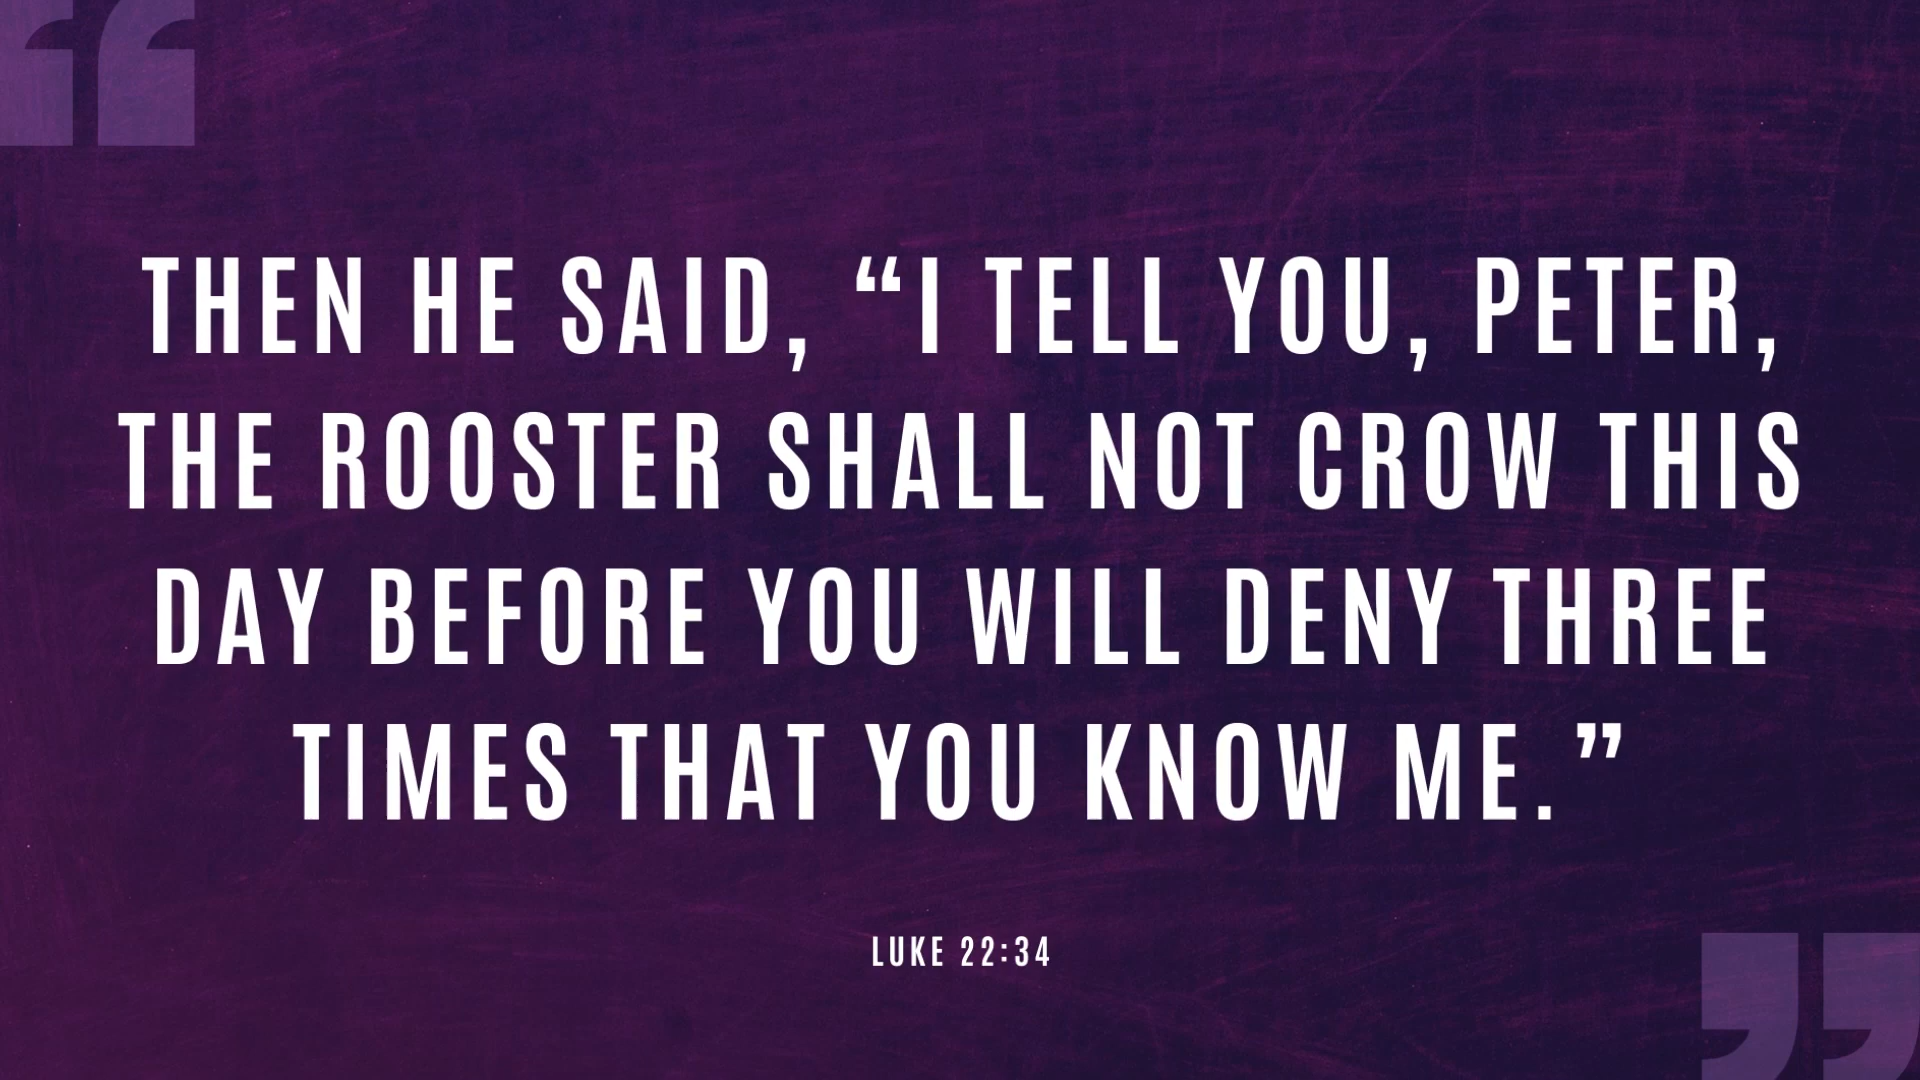 THEN HE SAID, “I TELL YOU, PETER,
THE ROOSTER SHALL NOT CROW THIS
DAY BEFORE YOU WILL DENY THREE
TIMES THAT YOU KNOW ME.”
LUKE 22:34